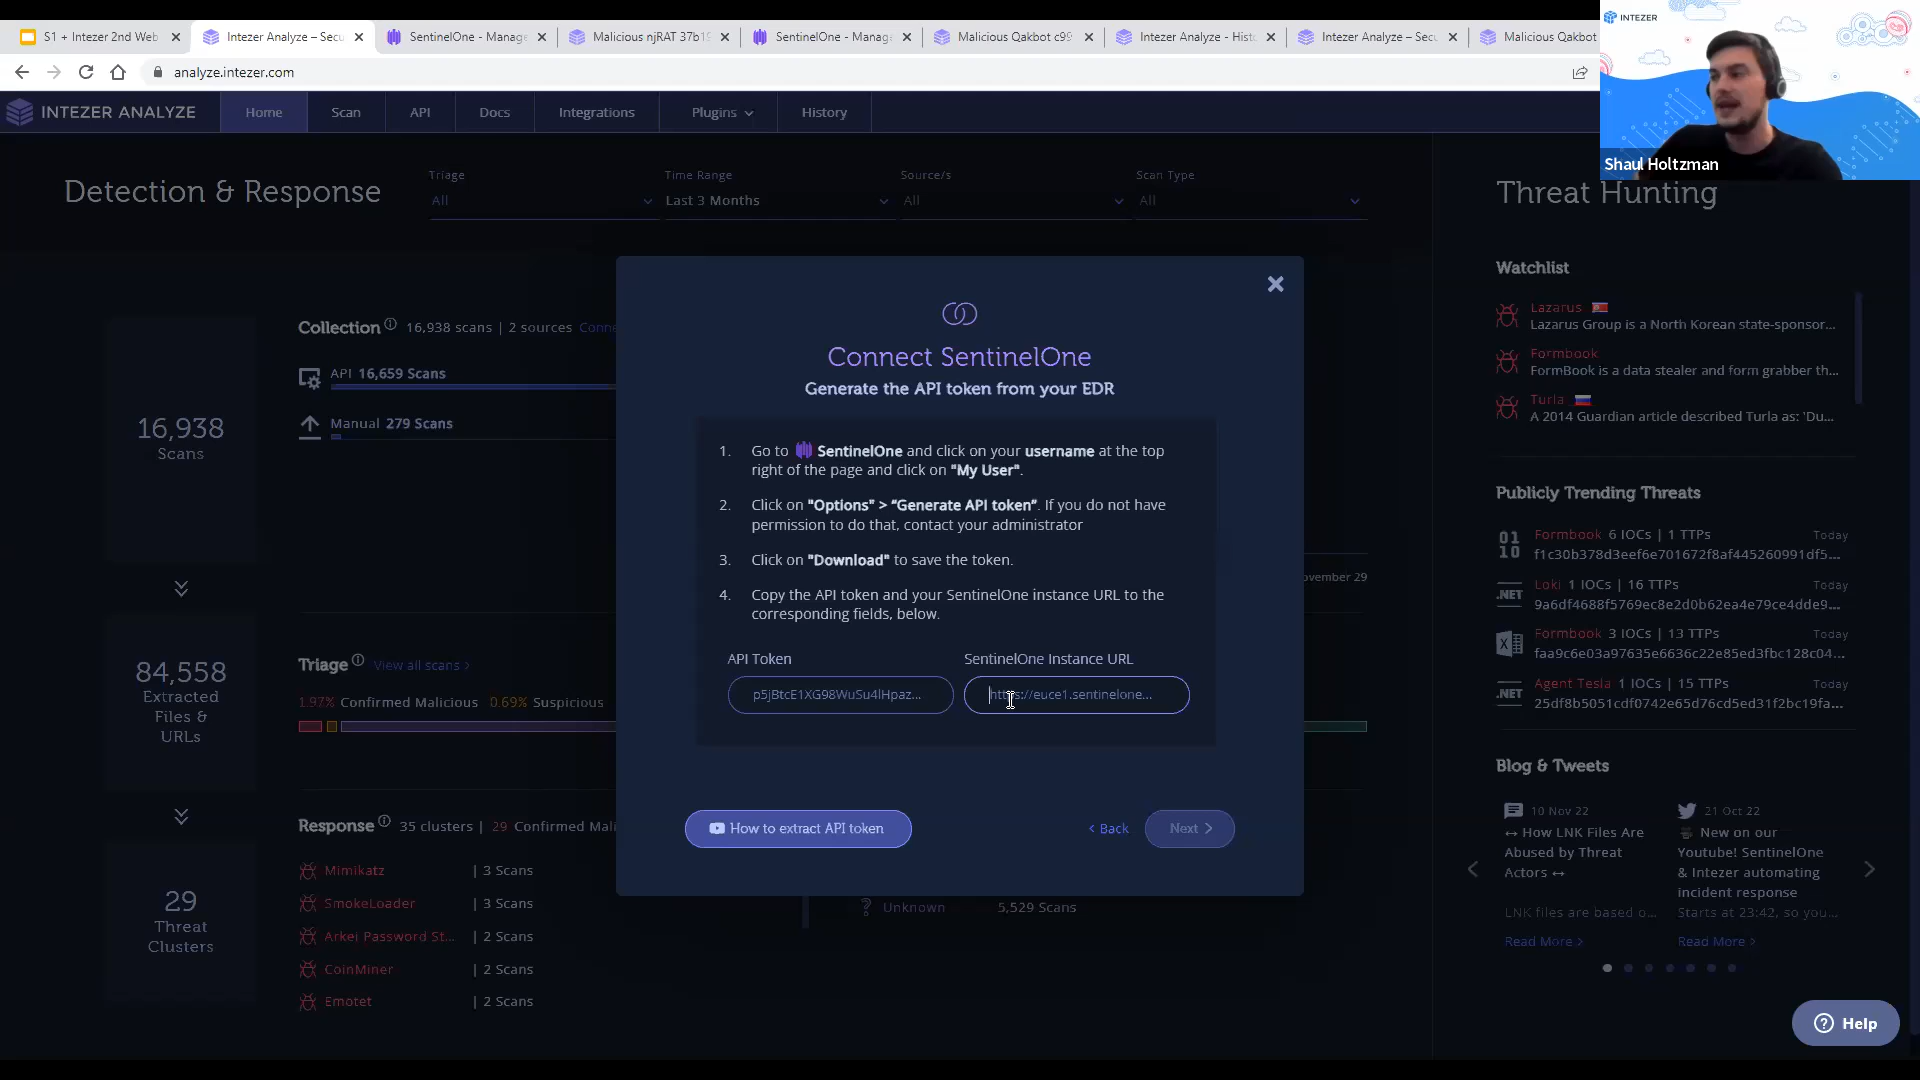 S1 + Intezer 2nd Web
Intezer Analyze – Secu
SentinelOne - Manage
Malicious njRAT 37b19
SentinelOne - Manage
Malicious Qakbot c99
Intezer Analyze - Hist
Intezer Analyze – Secu
Malicious Qakbot
INTEZER
analyze.intezer.com
Shaul Holtzman
INTEZER ANALYZE
Home
Scan
API
Docs
Integrations
Plugins
History
Detection & Response
Triage
All
Time Range
Last 3 Months
Source/s
All
Scan Type
All
Threat Hunting
16,938
Scans
84,558
Extracted
Files &
URLs
29
Threat
Clusters
Collection 16,938 scans | 2 sources Conne
API 16,659 Scans
Manual 279 Scans
ovember 29
Triage View all scans >
1.97% Confirmed Malicious 0.69% Suspicious
Response 35 clusters | 29 Confirmed Mali
Mimikatz | 3 Scans
SmokeLoader | 3 Scans
Arkei Password St... | 2 Scans
CoinMiner | 2 Scans
Emotet | 2 Scans
Unknown 5,529 Scans
Connect SentinelOne
Generate the API token from your EDR
1. Go to SentinelOne and click on your username at the top
right of the page and click on "My User".
2. Click on "Options" > “Generate API token”. If you do not have
permission to do that, contact your administrator
3. Click on "Download" to save the token.
4. Copy the API token and your SentinelOne instance URL to the
corresponding fields, below.
API Token
p5jBtcE1XG98WuSu4lHpaz...
SentinelOne Instance URL
https://euce1.sentinelone...
How to extract API token
< Back
Next >
Watchlist
Lazarus
Lazarus Group is a North Korean state-sponsor...
Formbook
FormBook is a data stealer and form grabber th...
Turla
A 2014 Guardian article described Turla as: 'Du...
Publicly Trending Threats
Formbook 6 IOCs | 1 TTPs Today
f1c30b378d3eef6e701672f8af445260991df5...
Loki 1 IOCs | 16 TTPs Today
9a6df4688f5769ec8e2d0b62ea4e79ce4dde9...
Formbook 3 IOCs | 13 TTPs Today
faa9c6e03a97635e6636c22e85ed3fbc128c04...
Agent Tesla 1 IOCs | 15 TTPs Today
25df8b5051cdf0742e65d76cd5ed31f2bc19fa...
.NET
.NET
Blog & Tweets
10 Nov 22
↔ How LNK Files Are
Abused by Threat
Actors ↔
LNK files are based o...
Read More >
21 Oct 22
New on our
Youtube! SentinelOne
& Intezer automating
incident response
Starts at 23:42, so you...
Read More >
Help